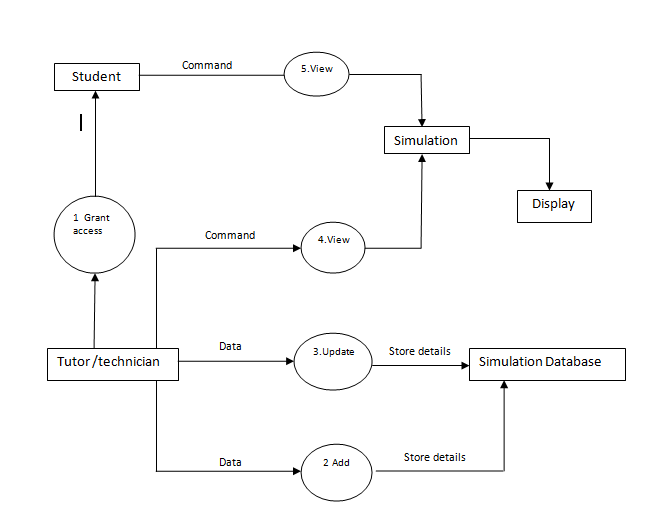 Command
5.View
Student
Simulation
Display
1 Grant
access
Command
4.View
Data
3.Update
Store details
Tutor/technician
Simulation Database
Data
2 Add
Store details